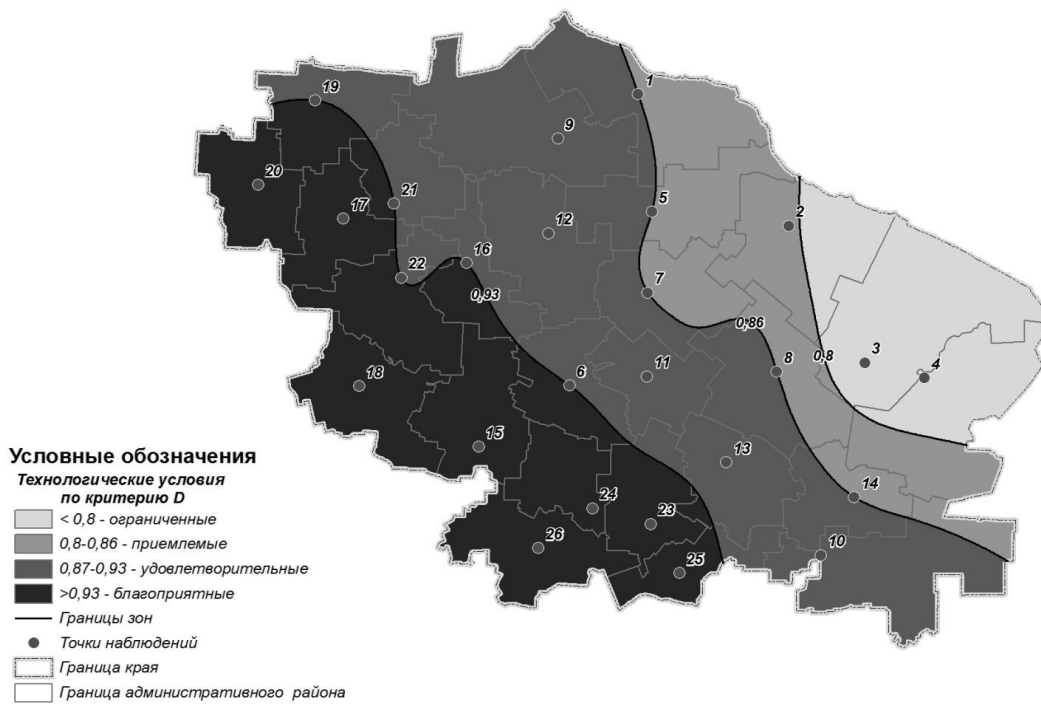 1
19
9
20
17
21
5
2
12
16
22
7
0,93
0,86
3
0,8
8
4
11
6
18
15
13
14
24
23
26
10
25
Условные обозначения
Технологические условия
по критерию D
< 0,8 - ограниченные
0,8-0,86 - приемлемые
0,87-0,93 - удовлетворительные
>0,93 - благоприятные
Границы зон
Точки наблюдений
Граница края
Граница административного района